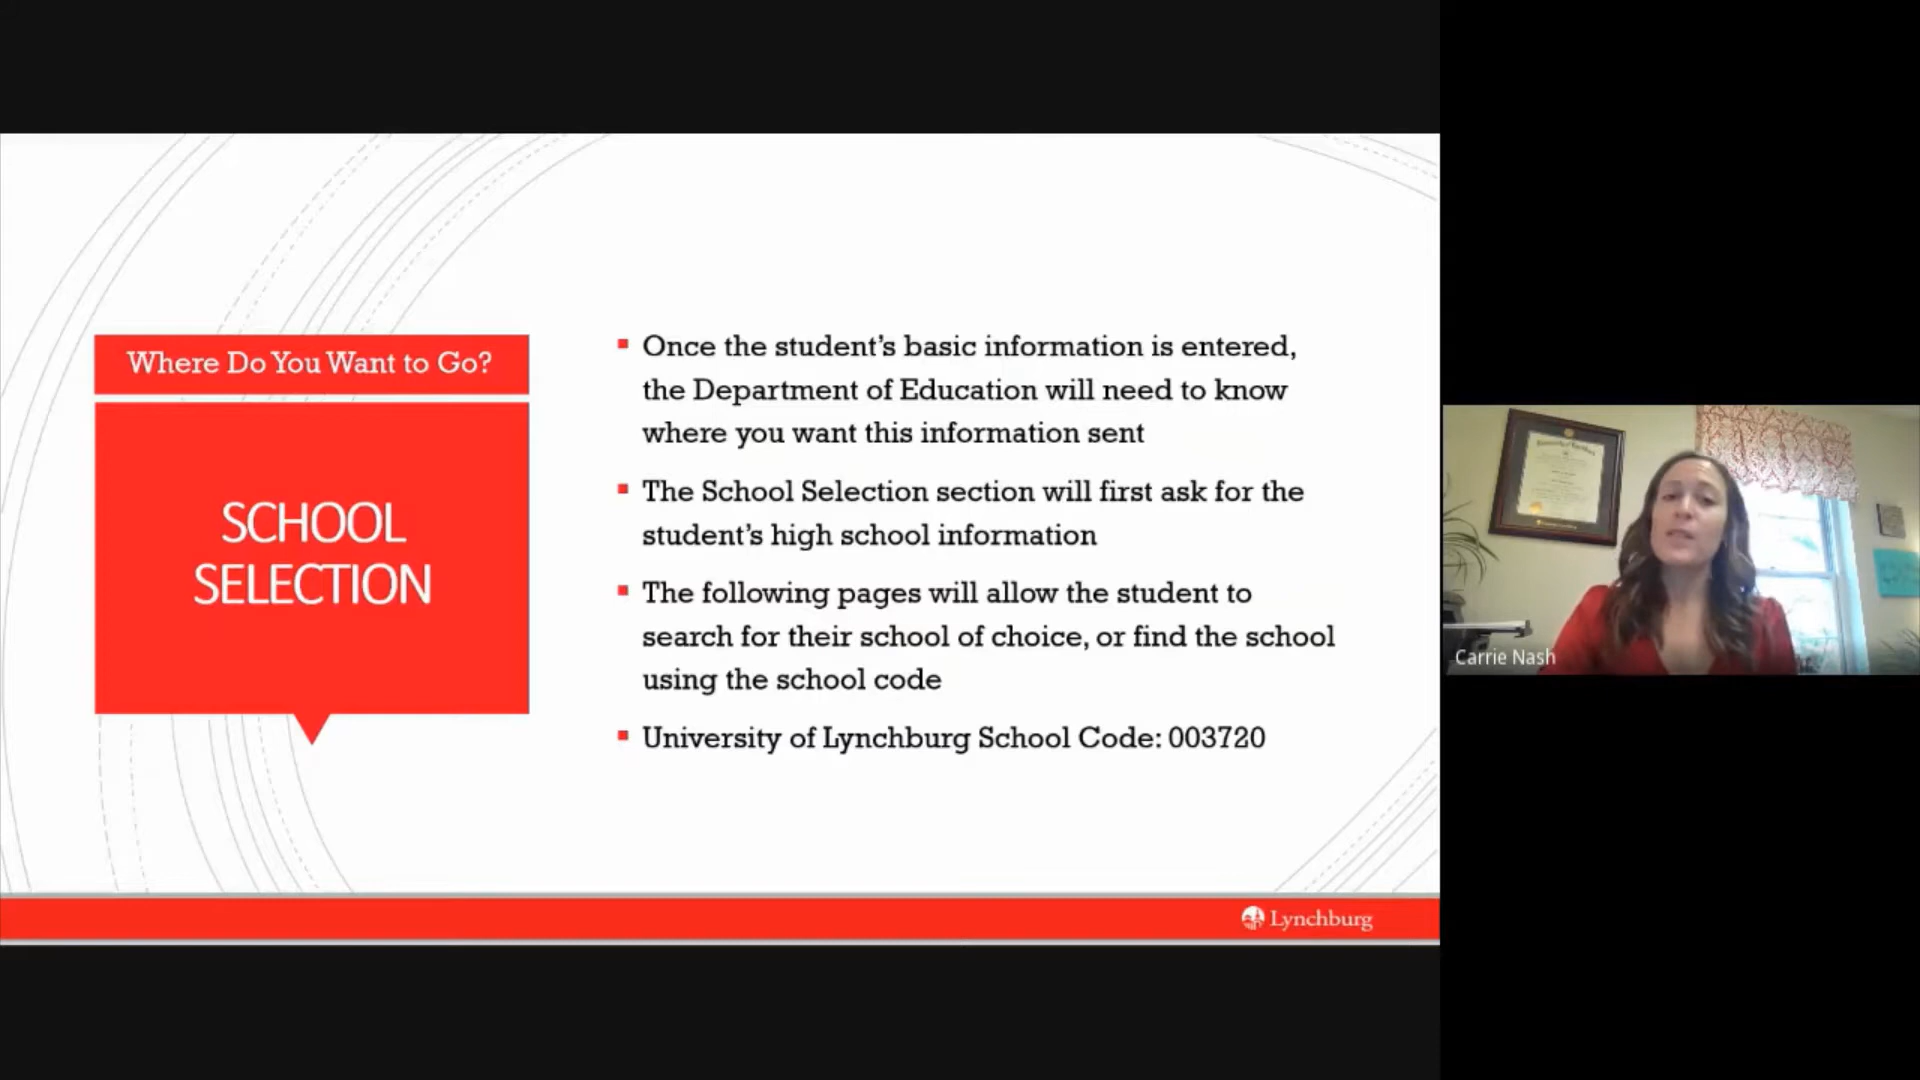 Where Do You Want to Go?
SCHOOL
SELECTION
Once the student's basic information is entered,
the Department of Education will need to know
where you want this information sent
The School Selection section will first ask for the
student's high school information
The following pages will allow the student to
search for their school of choice, or find the school
using the school code
University of Lynchburg School Code: 003720
Lynchburg
Carrie Nash